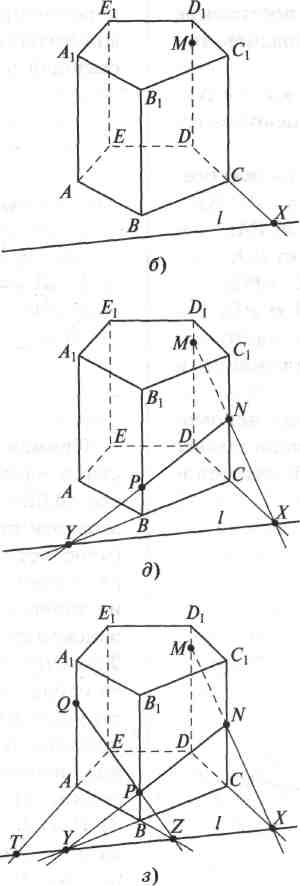 E₁ D₁
M
A₁ C₁
B₁
E D
A C
B l X
б)
E₁ D₁
M
A₁ C₁
B₁ N
E D
P
A C
B l X
Y
д)
E₁ D₁
M
A₁ C₁
Q B₁ N
E D
A P C
B l X
T Y Z
з)